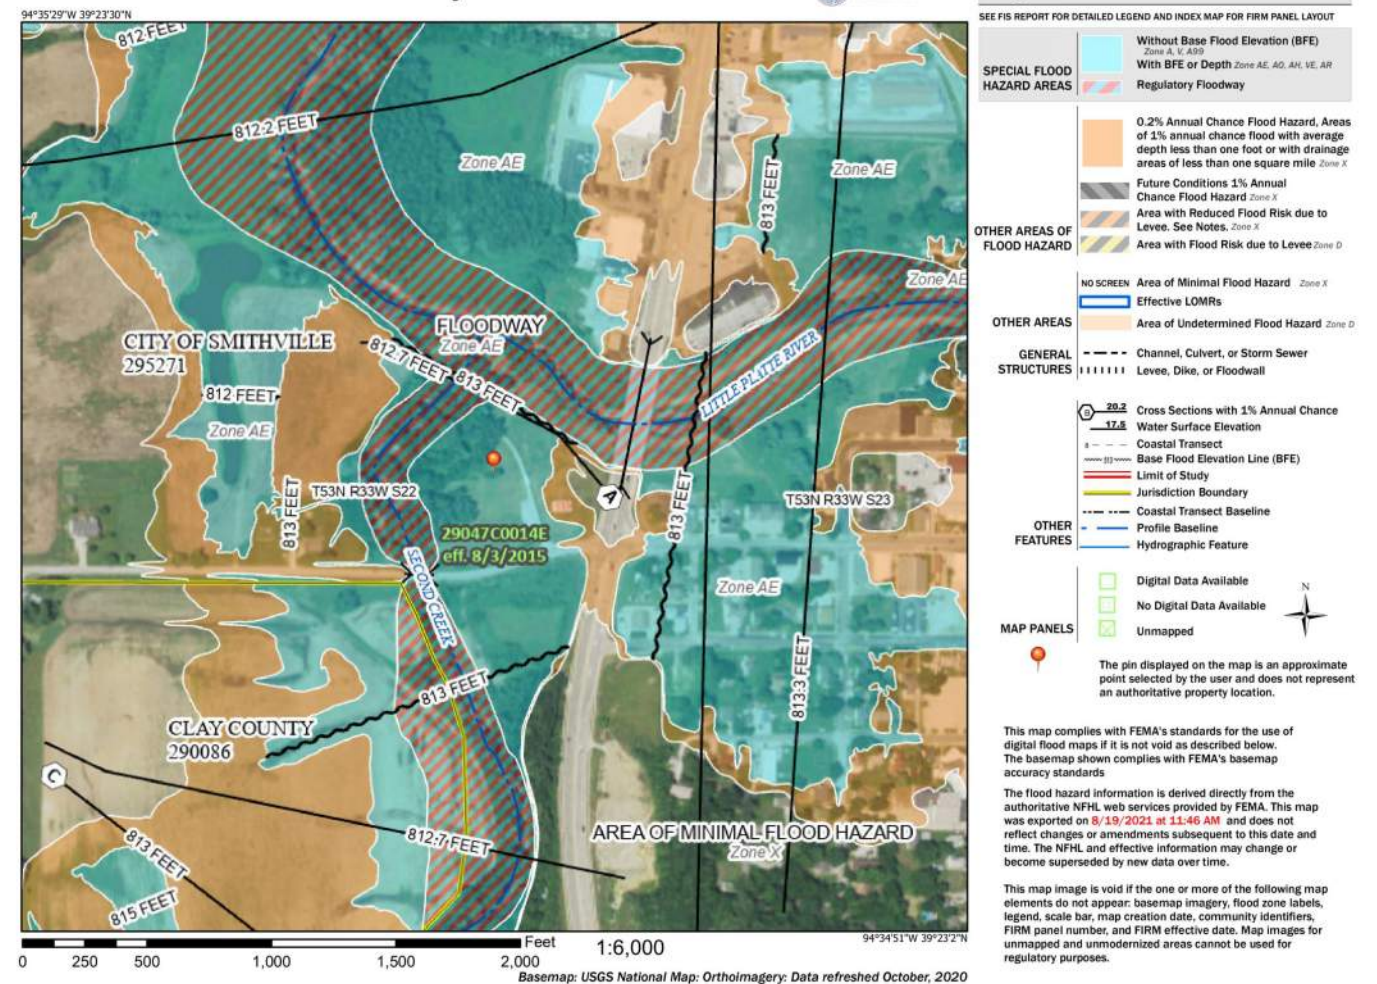 94°35'29"W 39°23'30"N
812 FEET
812.2 FEET
Zone AE
Zone AE
813 FEET
Zone AE
CITY OF SMITHVILLE
295271
FLOODWAY
Zone AE
812.7 FEET
813 FEET
LITTLE PLATTE RIVER
812 FEET
Zone AE
T53N R33W S22
813 FEET
A
813 FEET
T53N R33W S23
29047C0014E
eff. 8/3/2015
SECOND CREEK
Zone AE
813 FEET
813.3 FEET
CLAY COUNTY
290086
C
813 FEET
812.7 FEET
AREA OF MINIMAL FLOOD HAZARD
Zone X
815 FEET
94°34'51"W 39°23'2"N
Feet
1:6,000
0 250 500 1,000 1,500 2,000
Basemap: USGS National Map: Orthoimagery: Data refreshed October, 2020
SEE FIS REPORT FOR DETAILED LEGEND AND INDEX MAP FOR FIRM PANEL LAYOUT
SPECIAL FLOOD
HAZARD AREAS
Without Base Flood Elevation (BFE)
Zone A, V, A99
With BFE or Depth Zone AE, AO, AH, VE, AR
Regulatory Floodway
OTHER AREAS OF
FLOOD HAZARD
0.2% Annual Chance Flood Hazard, Areas
of 1% annual chance flood with average
depth less than one foot or with drainage
areas of less than one square mile Zone X
Future Conditions 1% Annual
Chance Flood Hazard Zone X
Area with Reduced Flood Risk due to
Levee. See Notes. Zone X
Area with Flood Risk due to Levee Zone D
OTHER AREAS
NO SCREEN Area of Minimal Flood Hazard Zone X
Effective LOMRs
Area of Undetermined Flood Hazard Zone D
GENERAL
STRUCTURES
Channel, Culvert, or Storm Sewer
Levee, Dike, or Floodwall
OTHER
FEATURES
B 20.2 Cross Sections with 1% Annual Chance
17.5 Water Surface Elevation
8 Coastal Transect
513 Base Flood Elevation Line (BFE)
Limit of Study
Jurisdiction Boundary
Coastal Transect Baseline
Profile Baseline
Hydrographic Feature
MAP PANELS
Digital Data Available
No Digital Data Available
Unmapped
N
The pin displayed on the map is an approximate
point selected by the user and does not represent
an authoritative property location.
This map complies with FEMA's standards for the use of
digital flood maps if it is not void as described below.
The basemap shown complies with FEMA's basemap
accuracy standards
The flood hazard information is derived directly from the
authoritative NFHL web services provided by FEMA. This map
was exported on 8/19/2021 at 11:46 AM and does not
reflect changes or amendments subsequent to this date and
time. The NFHL and effective information may change or
become superseded by new data over time.
This map image is void if the one or more of the following map
elements do not appear: basemap imagery, flood zone labels,
legend, scale bar, map creation date, community identifiers,
FIRM panel number, and FIRM effective date. Map images for
unmapped and unmodernized areas cannot be used for
regulatory purposes.